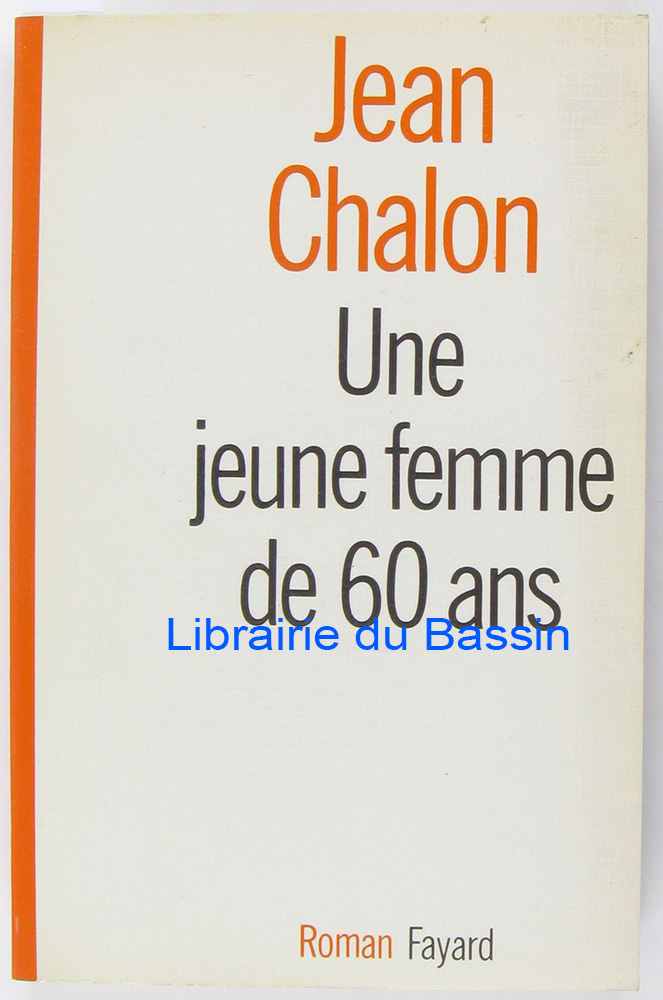 Jean
Chalon
Une
jeune femme
de 60 ans
Librairie du Bassin
Roman Fayard